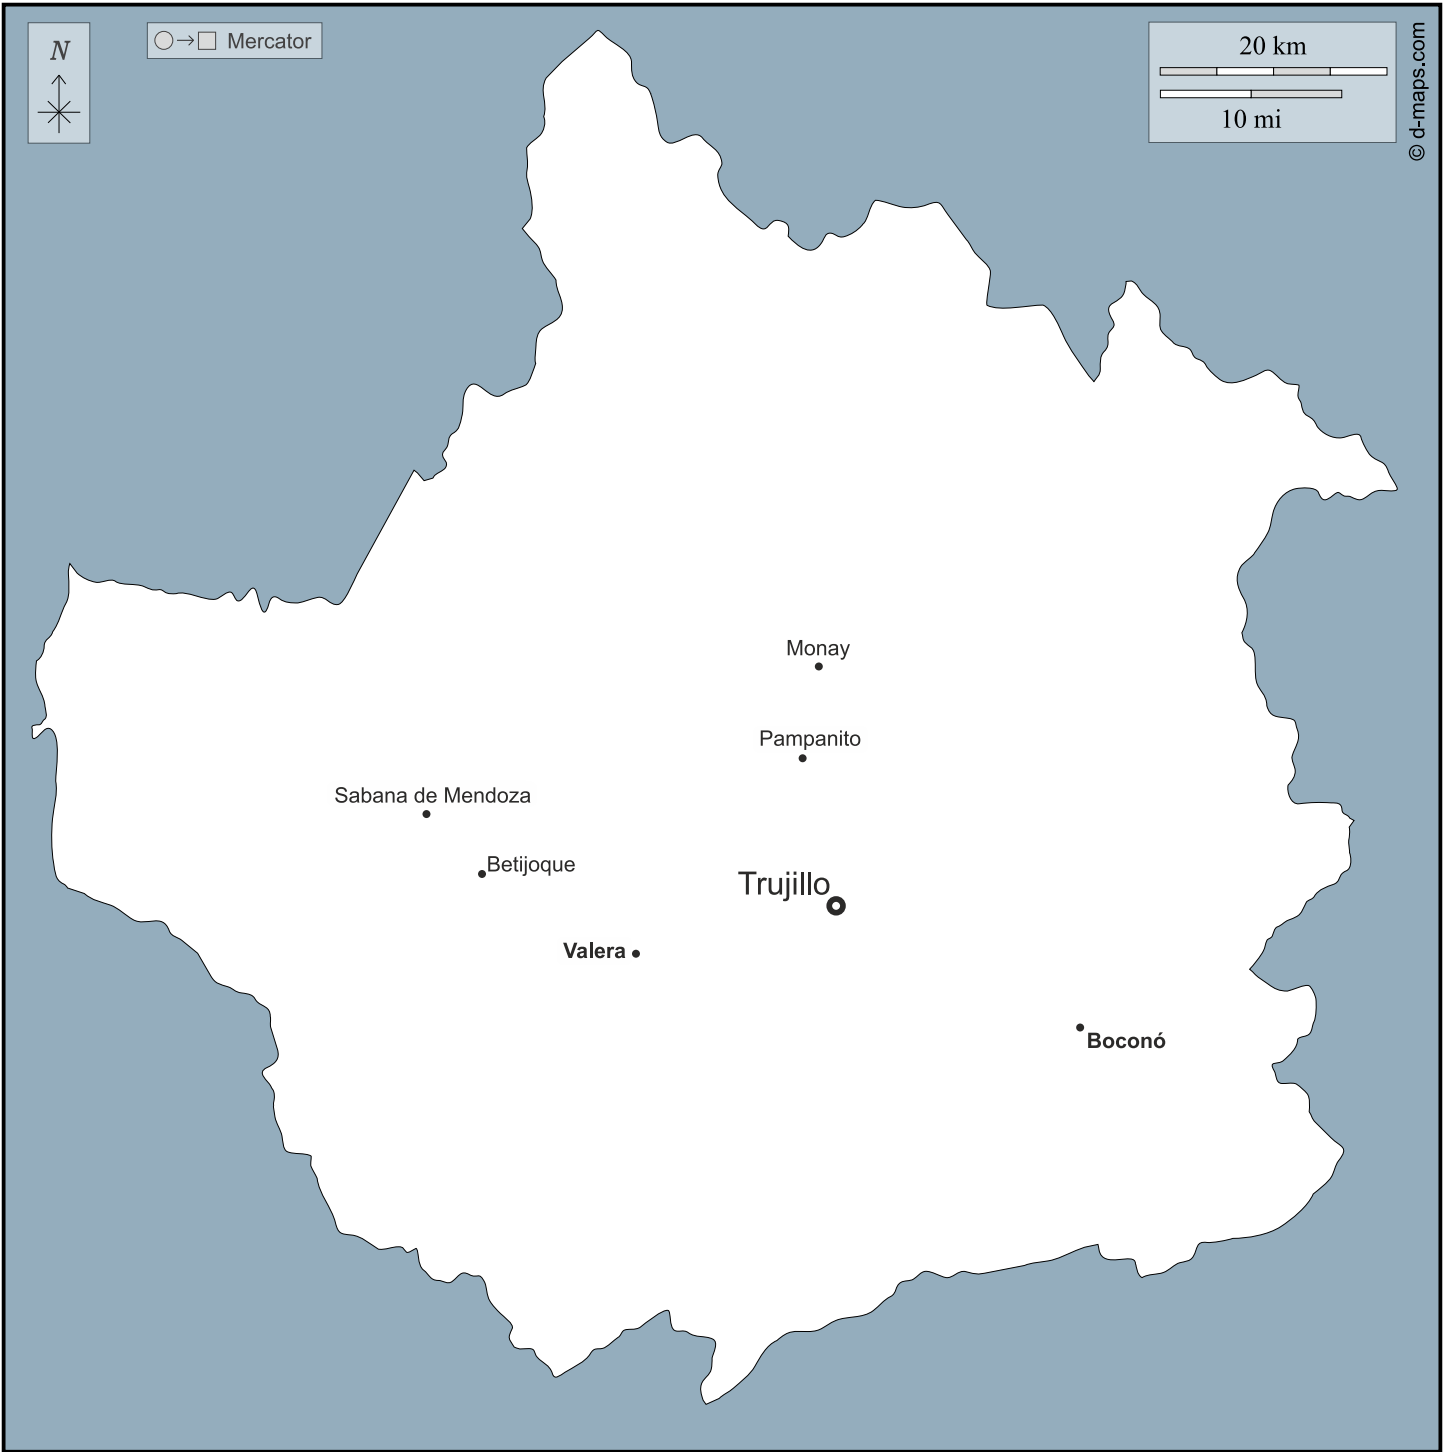 N
Mercator
20 km
10 mi
© d-maps.com
Monay
Pampanito
Sabana de Mendoza
Betijoque
Trujillo
Valera
Boconó